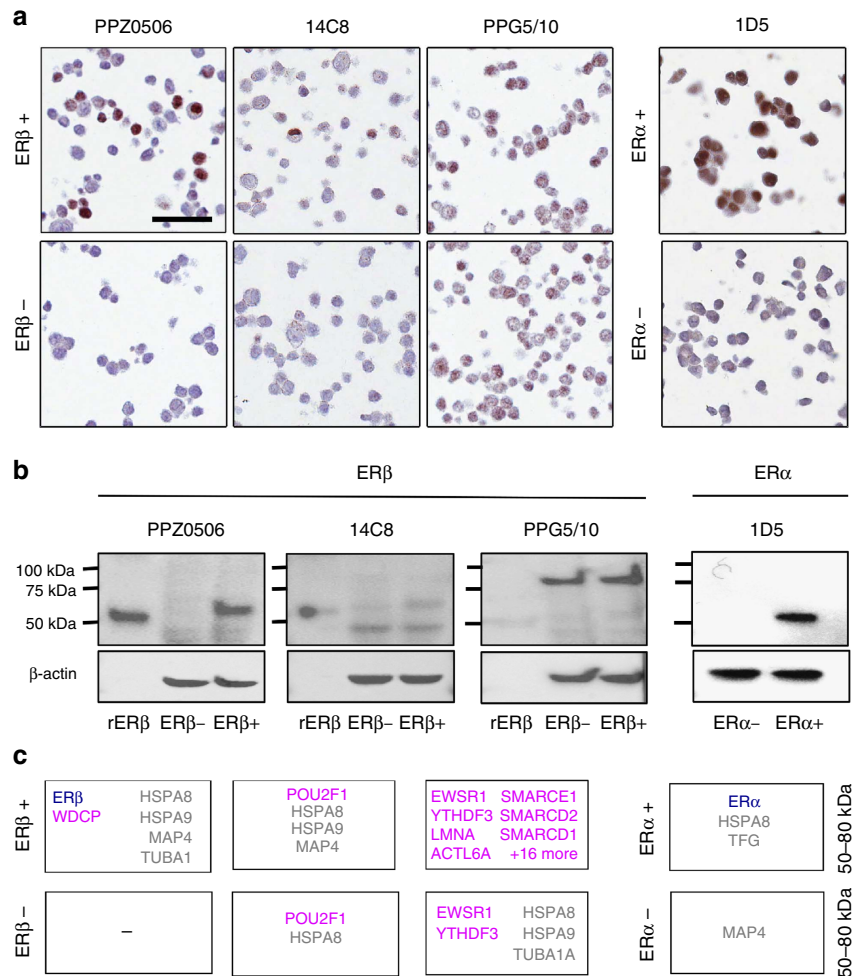 a
PPZ0506 14C8 PPG5/10 1D5
ERβ +
ERα +
ERβ −
ERα −
b
ERβ ERα
PPZ0506 14C8 PPG5/10 1D5
100 kDa
75 kDa
50 kDa
β-actin
rERβ ERβ− ERβ+ rERβ ERβ− ERβ+ rERβ ERβ− ERβ+ ERα− ERα+
c
ERβ +
ERβ HSPA8
WDCP HSPA9
MAP4
TUBA1
POU2F1
HSPA8
HSPA9
MAP4
EWSR1 SMARCE1
YTHDF3 SMARCD2
LMNA SMARCD1
ACTL6A +16 more
ERα +
ERα
HSPA8
TFG
50–80 kDa
ERβ −
–
POU2F1
HSPA8
EWSR1 HSPA8
YTHDF3 HSPA9
TUBA1A
ERα −
MAP4
50–80 kDa